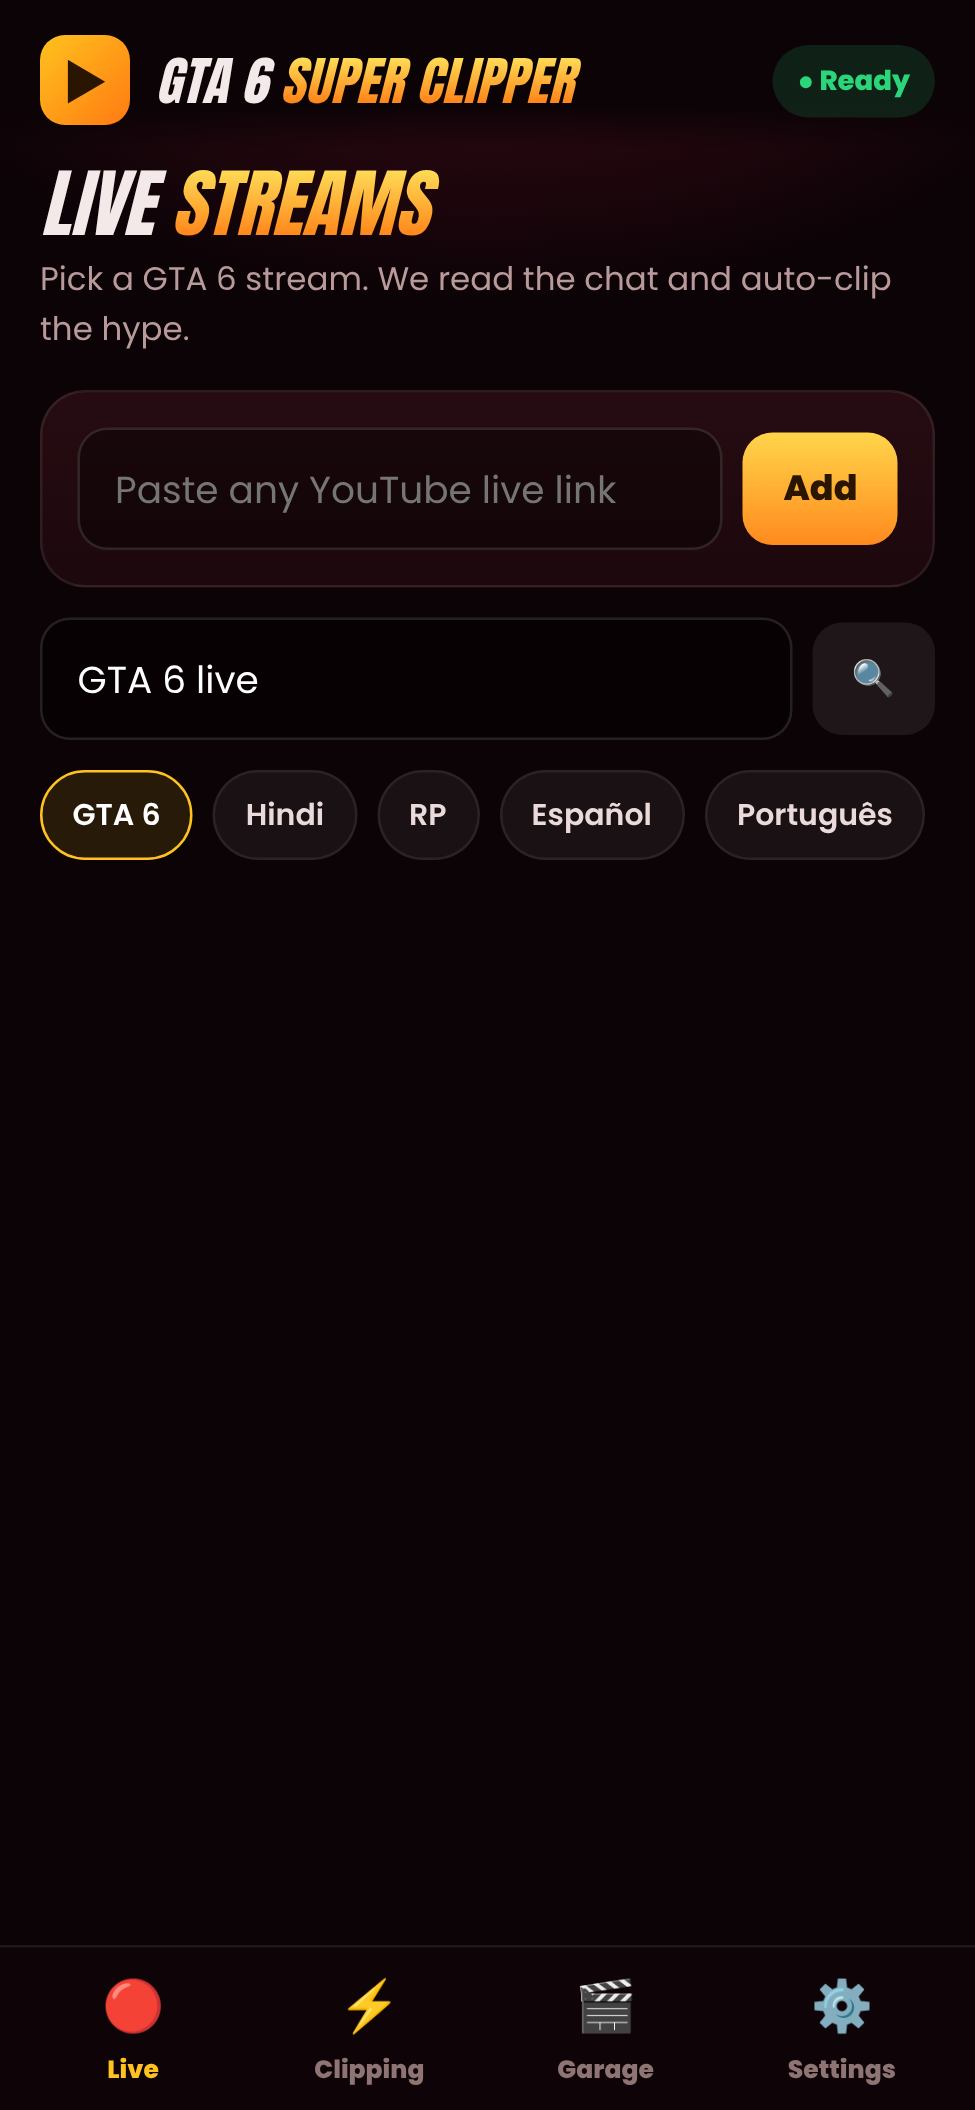 GTA 6 SUPER CLIPPER
● Ready
LIVE STREAMS
Pick a GTA 6 stream. We read the chat and auto-clip
the hype.
Paste any YouTube live link
Add
GTA 6 live
GTA 6
Hindi
RP
Español
Português
Live
Clipping
Garage
Settings